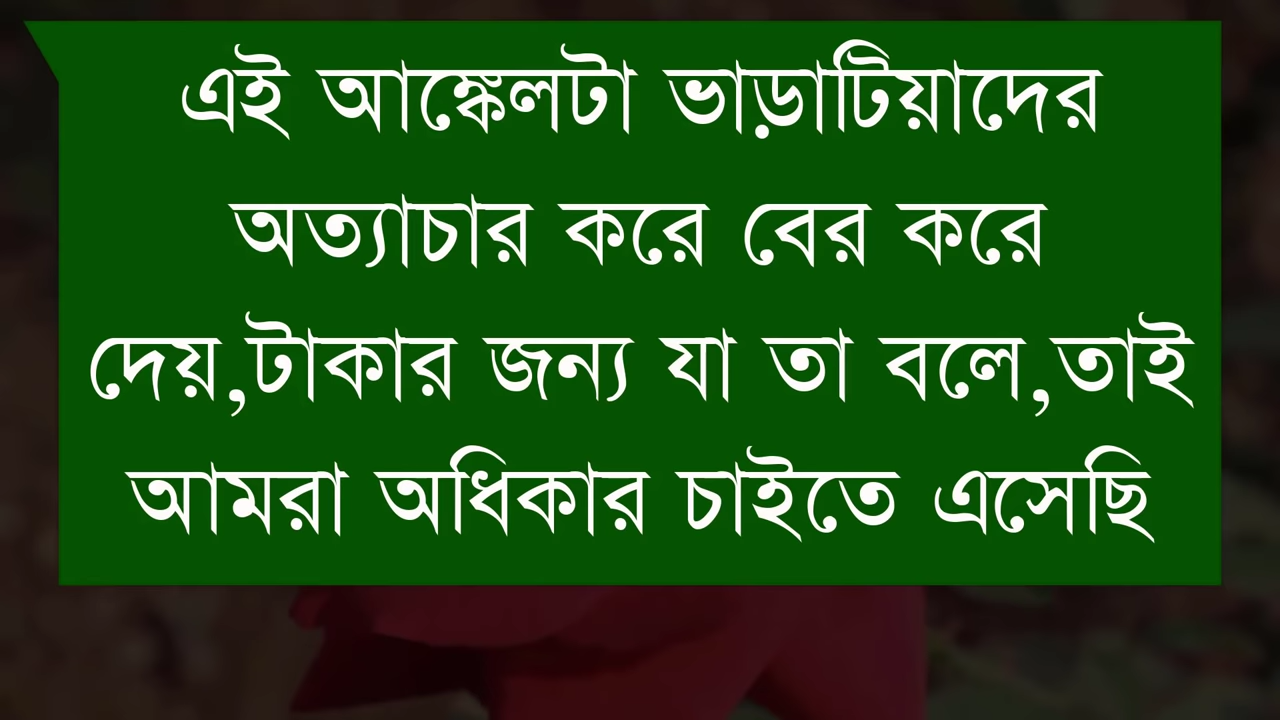 এই আঙ্কেলটা ভাড়াটিয়াদের
অত্যাচার করে বের করে
দেয়,টাকার জন্য যা তা বলে,তাই
আমরা অধিকার চাইতে এসেছি